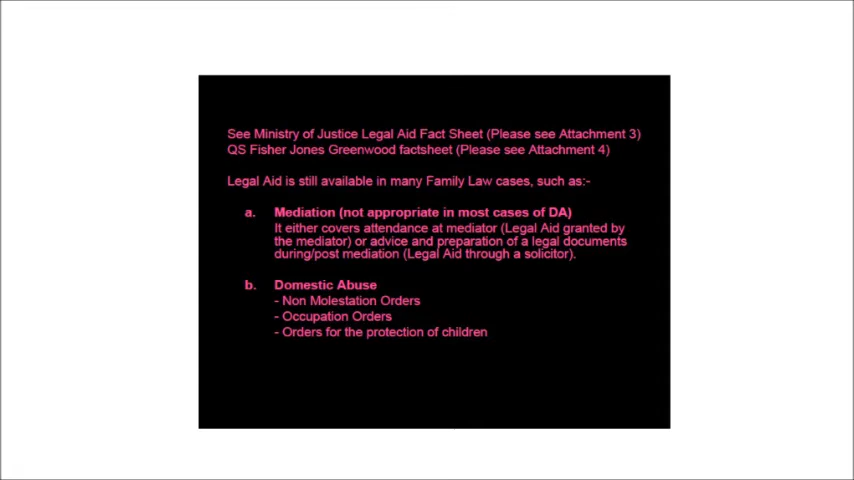 See Ministry of Justice Legal Aid Fact Sheet (Please see Attachment 3)
QS Fisher Jones Greenwood factsheet (Please see Attachment 4)
Legal Aid is still available in many Family Law cases, such as:-
a. Mediation (not appropriate in most cases of DA)
It either covers attendance at mediator (Legal Aid granted by
the mediator) or advice and preparation of a legal documents
during/post mediation (Legal Aid through a solicitor).
b. Domestic Abuse
- Non Molestation Orders
- Occupation Orders
- Orders for the protection of children